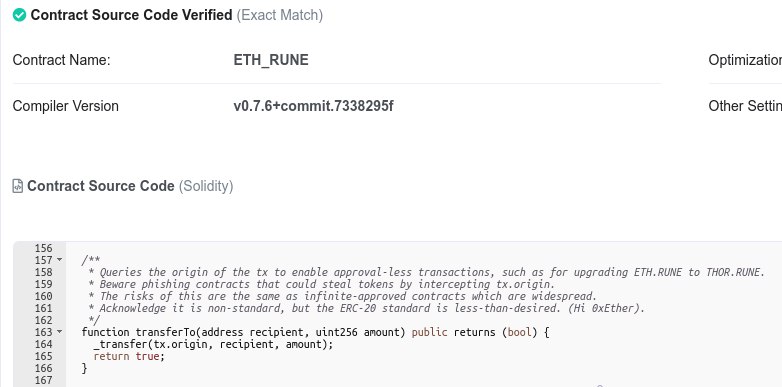 Contract Source Code Verified (Exact Match)
Contract Name: ETH_RUNE Optimization
Compiler Version v0.7.6+commit.7338295f Other Settin
Contract Source Code (Solidity)
156
157 /**
158 * Queries the origin of the tx to enable approval-less transactions, such as for upgrading ETH.RUNE to THOR.RUNE.
159 * Beware phishing contracts that could steal tokens by intercepting tx.origin.
160 * The risks of this are the same as infinite-approved contracts which are widespread.
161 * Acknowledge it is non-standard, but the ERC-20 standard is less-than-desired. (Hi 0xEther).
162 */
163 function transferTo(address recipient, uint256 amount) public returns (bool) {
164 _transfer(tx.origin, recipient, amount);
165 return true;
166 }
167